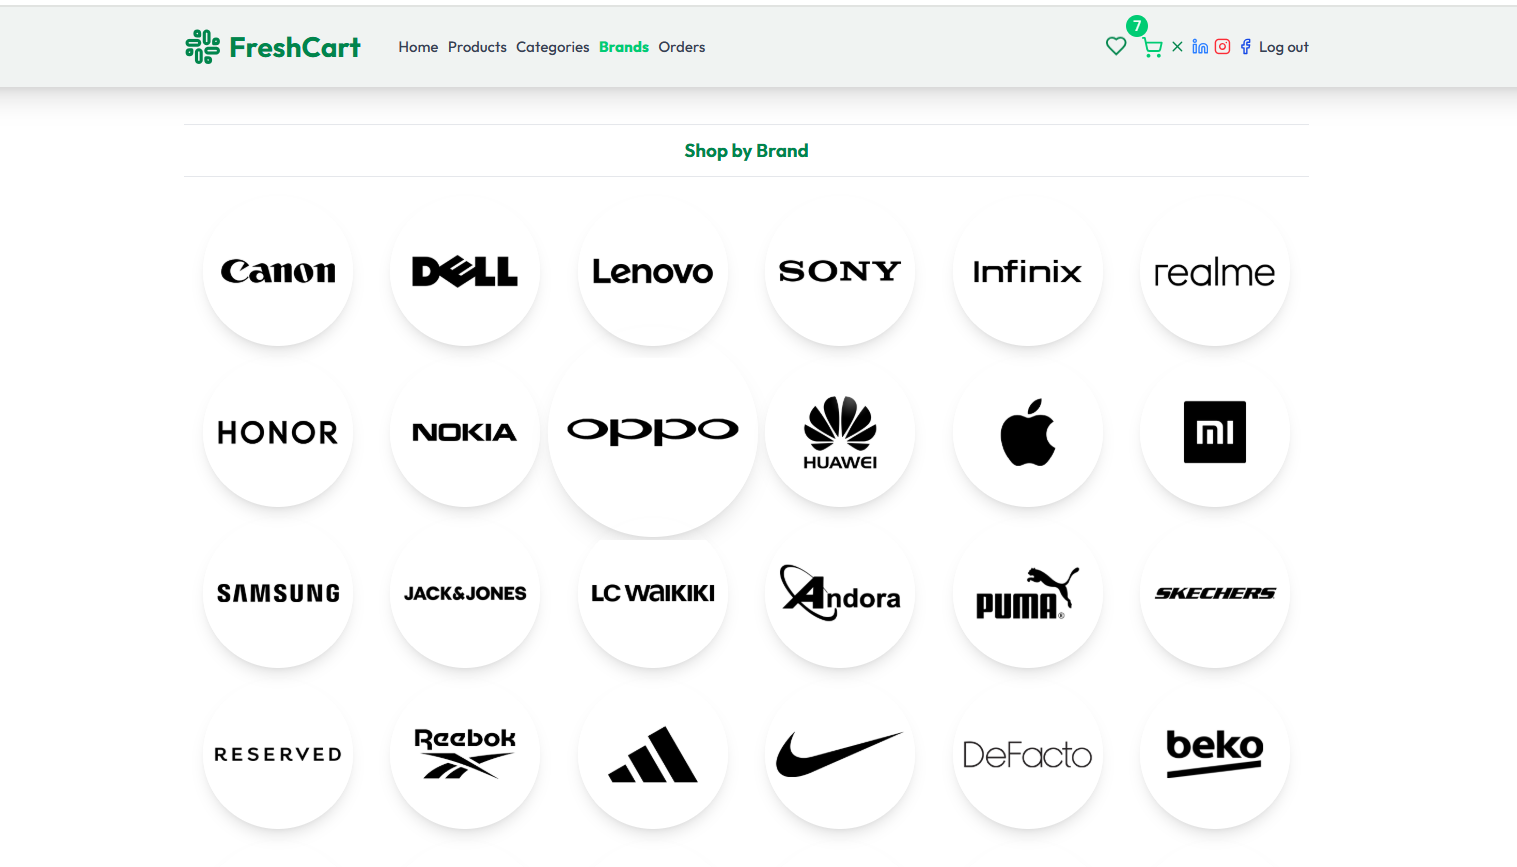 FreshCart Home Products Categories Brands Orders 7 Log out
Shop by Brand
Canon DELL Lenovo SONY Infinix realme
HONOR NOKIA oppo HUAWEI mi
SAMSUNG JACK&JONES LC WAIKIKI Andora PUMA® SKECHERS
RESERVED Reebok DeFacto beko